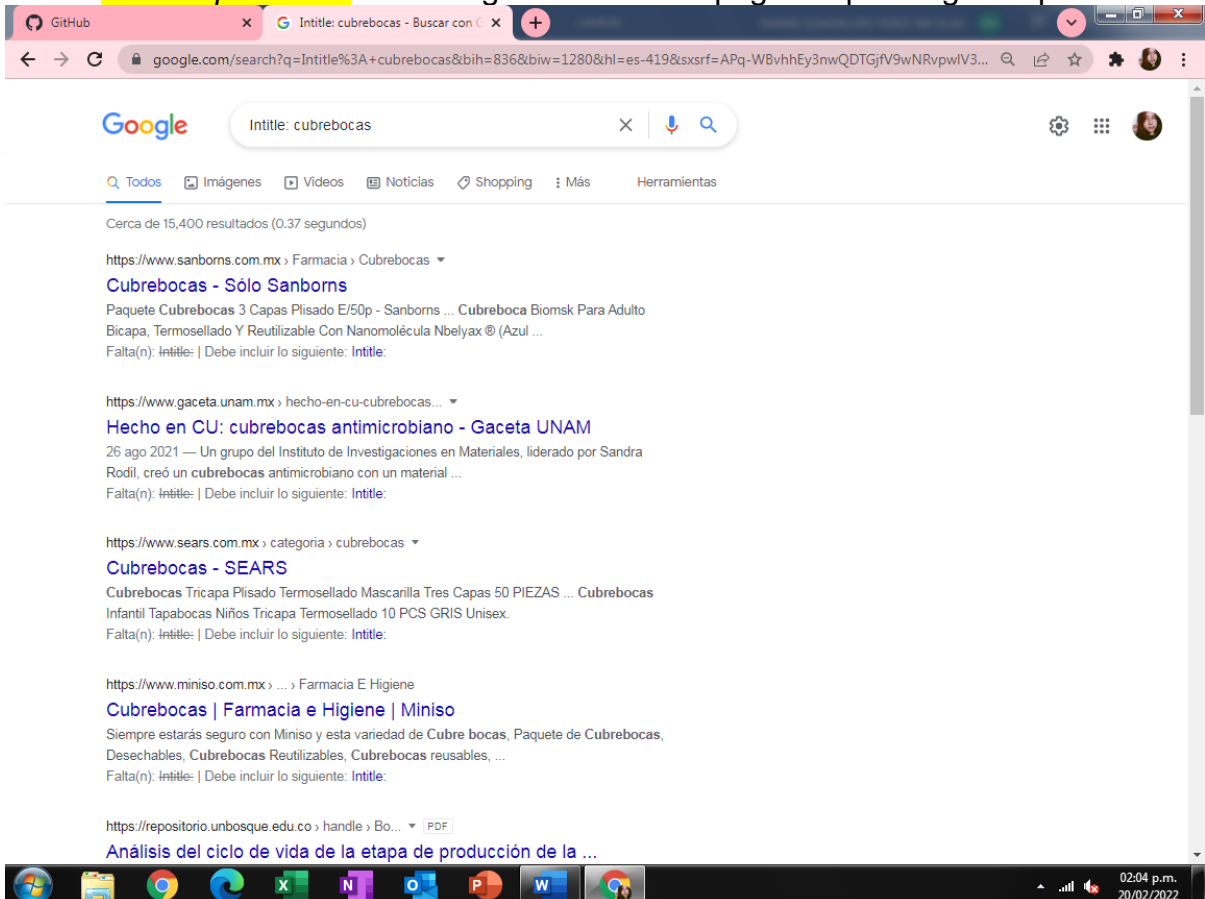 GitHub
Intitle: cubrebocas - Buscar con G
google.com/search?q=Intitle%3A+cubrebocas&bih=836&biw=1280&hl=es-419&sxsrf=APq-WBvhhEy3nwQDTGjfV9wNRvpwlV3...
Google
Intitle: cubrebocas
Todos Imágenes Videos Noticias Shopping Más Herramientas
Cerca de 15,400 resultados (0.37 segundos)
https://www.sanborns.com.mx › Farmacia › Cubrebocas
Cubrebocas - Sólo Sanborns
Paquete Cubrebocas 3 Capas Plisado E/50p - Sanborns ... Cubreboca Biomsk Para Adulto
Bicapa, Termosellado Y Reutilizable Con Nanomolécula Nbelyax ® (Azul ...
Falta(n): Intitle: | Debe incluir lo siguiente: Intitle:
https://www.gaceta.unam.mx › hecho-en-cu-cubrebocas...
Hecho en CU: cubrebocas antimicrobiano - Gaceta UNAM
26 ago 2021 — Un grupo del Instituto de Investigaciones en Materiales, liderado por Sandra
Rodil, creó un cubrebocas antimicrobiano con un material ...
Falta(n): Intitle: | Debe incluir lo siguiente: Intitle:
https://www.sears.com.mx › categoria › cubrebocas
Cubrebocas - SEARS
Cubrebocas Tricapa Plisado Termosellado Mascarilla Tres Capas 50 PIEZAS ... Cubrebocas
Infantil Tapabocas Niños Tricapa Termosellado 10 PCS GRIS Unisex.
Falta(n): Intitle: | Debe incluir lo siguiente: Intitle:
https://www.miniso.com.mx › ... › Farmacia E Higiene
Cubrebocas | Farmacia e Higiene | Miniso
Siempre estarás seguro con Miniso y esta variedad de Cubre bocas, Paquete de Cubrebocas,
Desechables, Cubrebocas Reutilizables, Cubrebocas reusables, ...
Falta(n): Intitle: | Debe incluir lo siguiente: Intitle:
https://repositorio.unbosque.edu.co › handle › Bo... PDF
Análisis del ciclo de vida de la etapa de producción de la ...
02:04 p.m.
20/02/2022